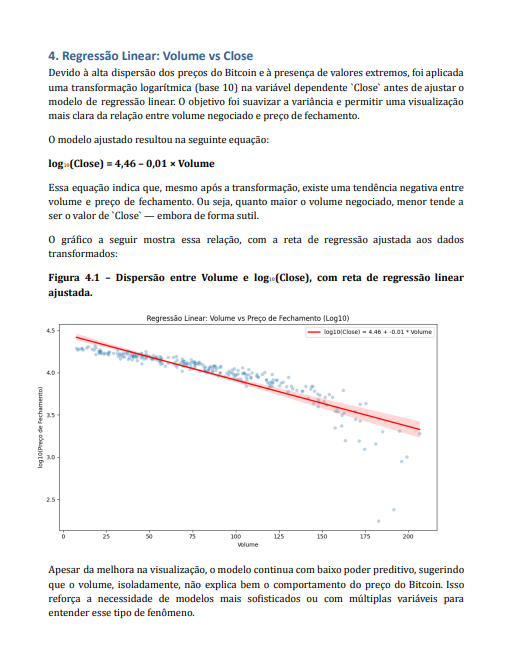 4. Regressão Linear: Volume vs Close
Devido à alta dispersão dos preços do Bitcoin e à presença de valores extremos, foi aplicada
uma transformação logarítmica (base 10) na variável dependente `Close` antes de ajustar o
modelo de regressão linear. O objetivo foi suavizar a variância e permitir uma visualização
mais clara da relação entre volume negociado e preço de fechamento.
O modelo ajustado resultou na seguinte equação:
log₁₀(Close) = 4,46 – 0,01 × Volume
Essa equação indica que, mesmo após a transformação, existe uma tendência negativa entre
volume e preço de fechamento. Ou seja, quanto maior o volume negociado, menor tende a
ser o valor de `Close` — embora de forma sutil.
O gráfico a seguir mostra essa relação, com a reta de regressão ajustada aos dados
transformados:
Figura 4.1 – Dispersão entre Volume e log₁₀(Close), com reta de regressão linear
ajustada.
Regressão Linear: Volume vs Preço de Fechamento (Log10)
log10(Close) = 4.46 + -0.01 * Volume
log10(Preço de Fechamento)
4.5
4.0
3.5
3.0
2.5
0 25 50 75 100 125 150 175 200
Volume
Apesar da melhora na visualização, o modelo continua com baixo poder preditivo, sugerindo
que o volume, isoladamente, não explica bem o comportamento do preço do Bitcoin. Isso
reforça a necessidade de modelos mais sofisticados ou com múltiplas variáveis para
entender esse tipo de fenômeno.